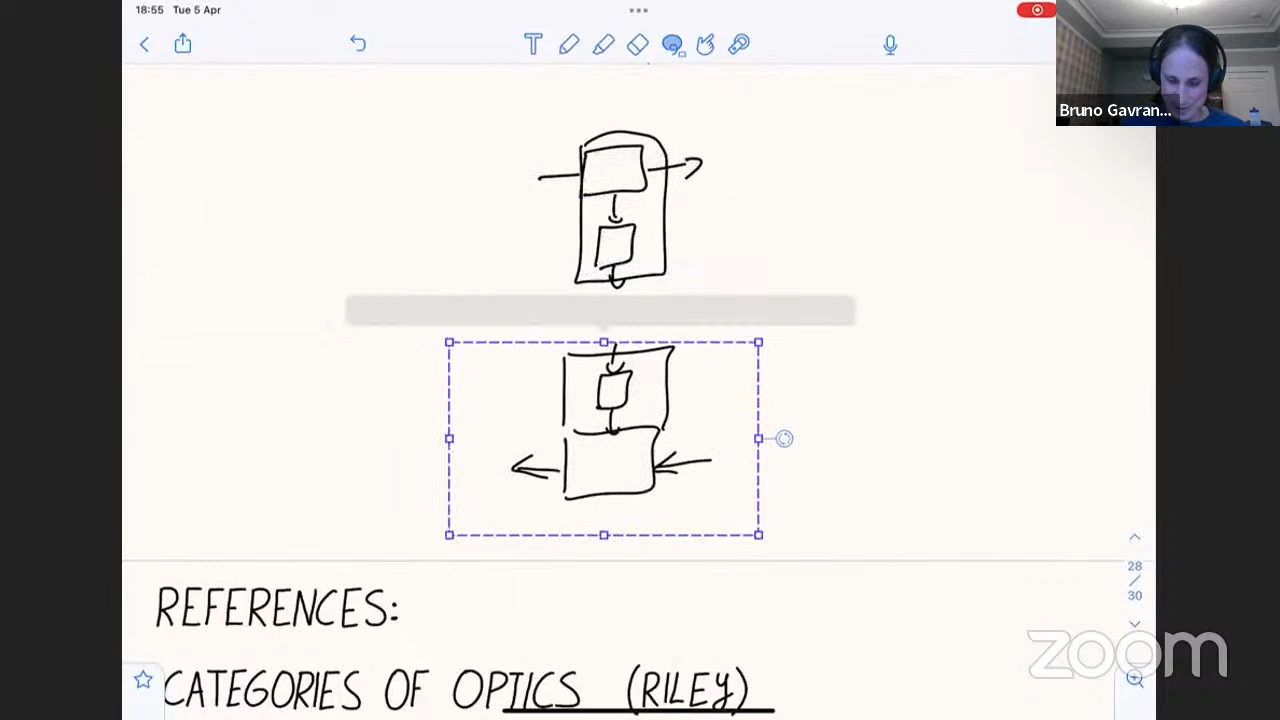 18:55 Tue 5 Apr
Bruno Gavran...
28
/
30
REFERENCES:
CATEGORIES OF OPTICS (RILEY)
zoom